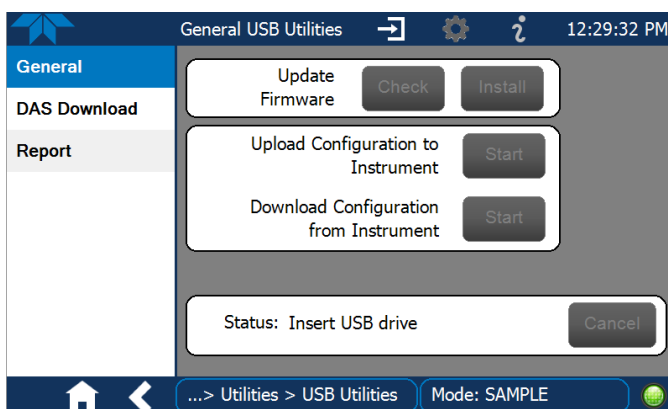 General USB Utilities
12:29:32 PM
General
DAS Download
Report
Update
Firmware
Check
Install
Upload Configuration to
Instrument
Start
Download Configuration
from Instrument
Start
Status: Insert USB drive
Cancel
...> Utilities > USB Utilities
Mode: SAMPLE